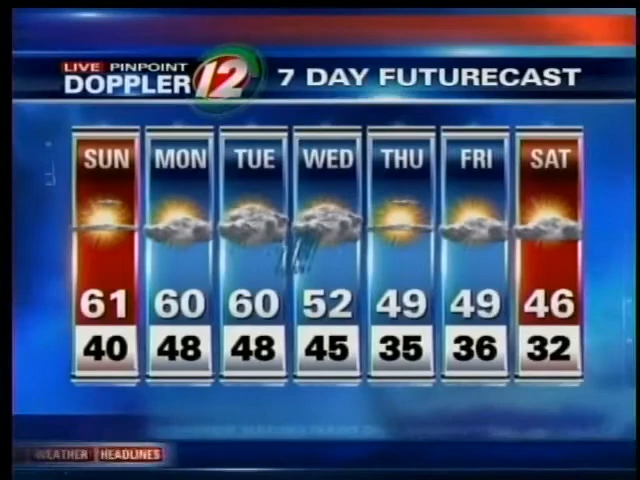 LIVE PINPOINT
DOPPLER 12
7 DAY FUTURECAST
SUN MON TUE WED THU FRI SAT
61 60 60 52 49 49 46
40 48 48 45 35 36 32
WEATHER HEADLINES